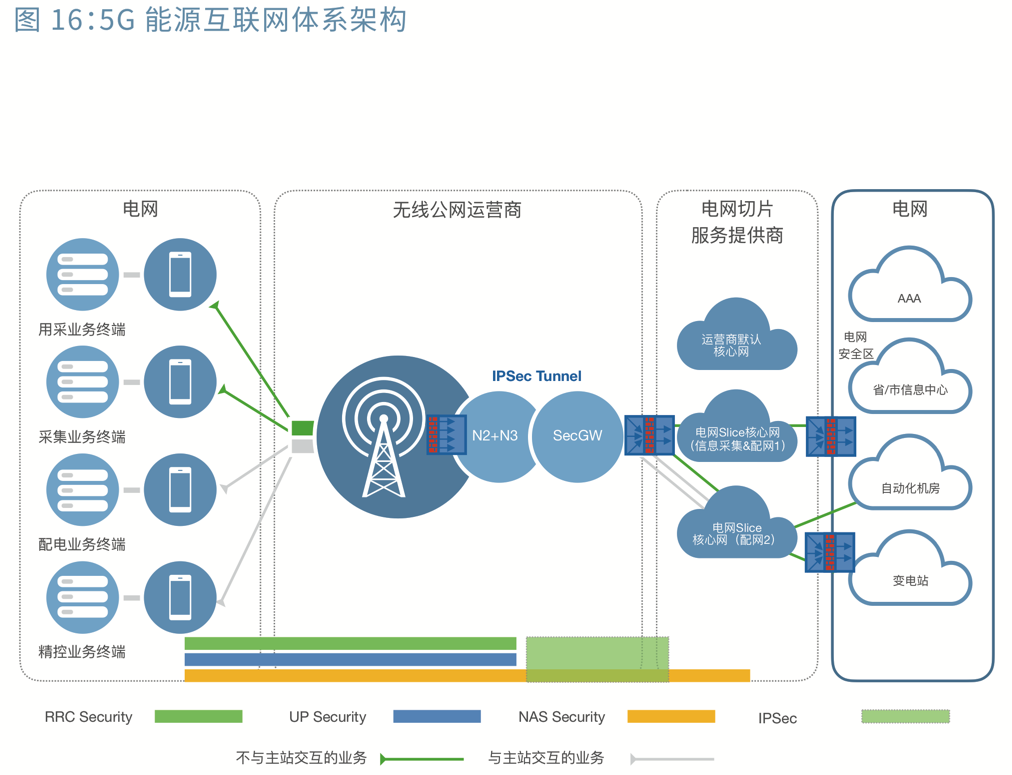 图 16:5G 能源互联网体系架构
电网
无线公网运营商
电网切片
服务提供商
电网
用采业务终端
采集业务终端
配电业务终端
精控业务终端
IPSec Tunnel
N2+N3
SecGW
运营商默认
核心网
电网Slice核心网
(信息采集&配网1)
电网Slice
核心网(配网2)
AAA
电网
安全区
省/市信息中心
自动化机房
变电站
RRC Security
UP Security
NAS Security
IPSec
不与主站交互的业务
与主站交互的业务